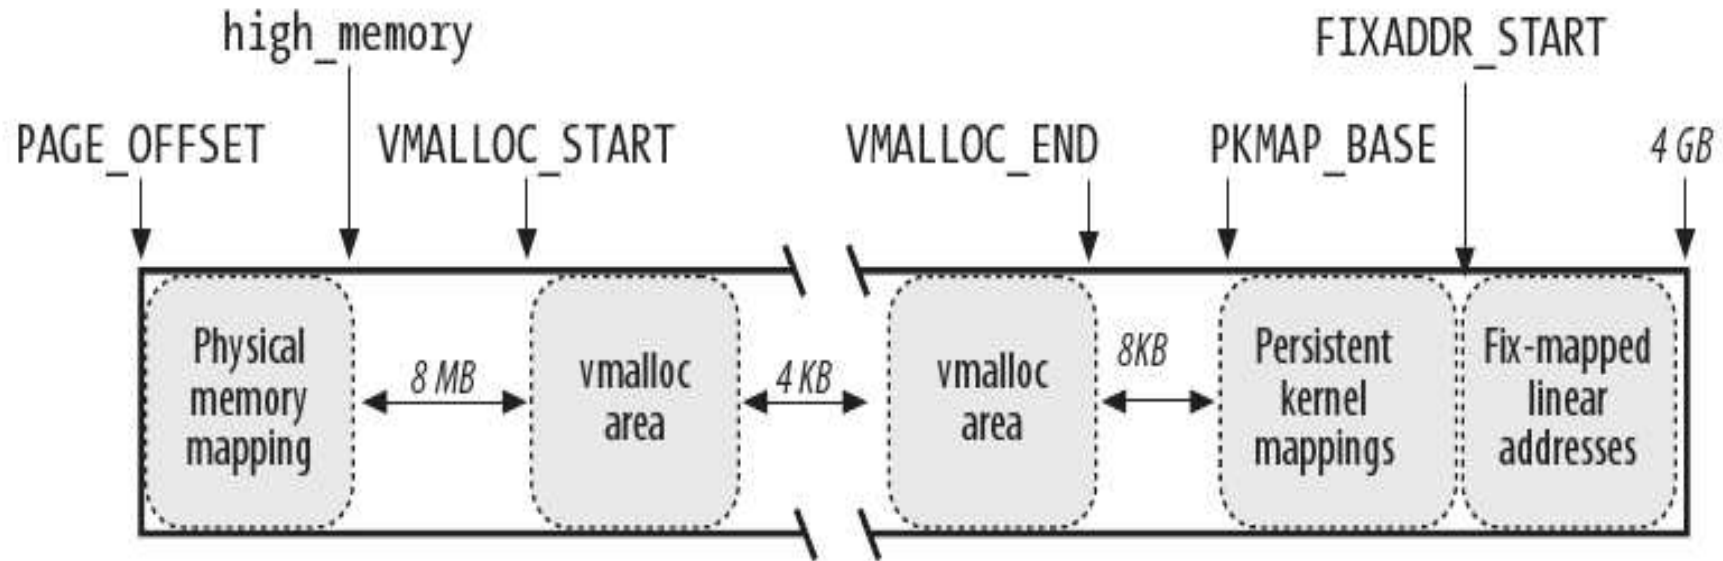 high_memory
FIXADDR_START
PAGE_OFFSET
VMALLOC_START
VMALLOC_END
PKMAP_BASE
4 GB
Physical
memory
mapping
8 MB
vmalloc
area
4 KB
vmalloc
area
8KB
Persistent
kernel
mappings
Fix-mapped
linear
addresses